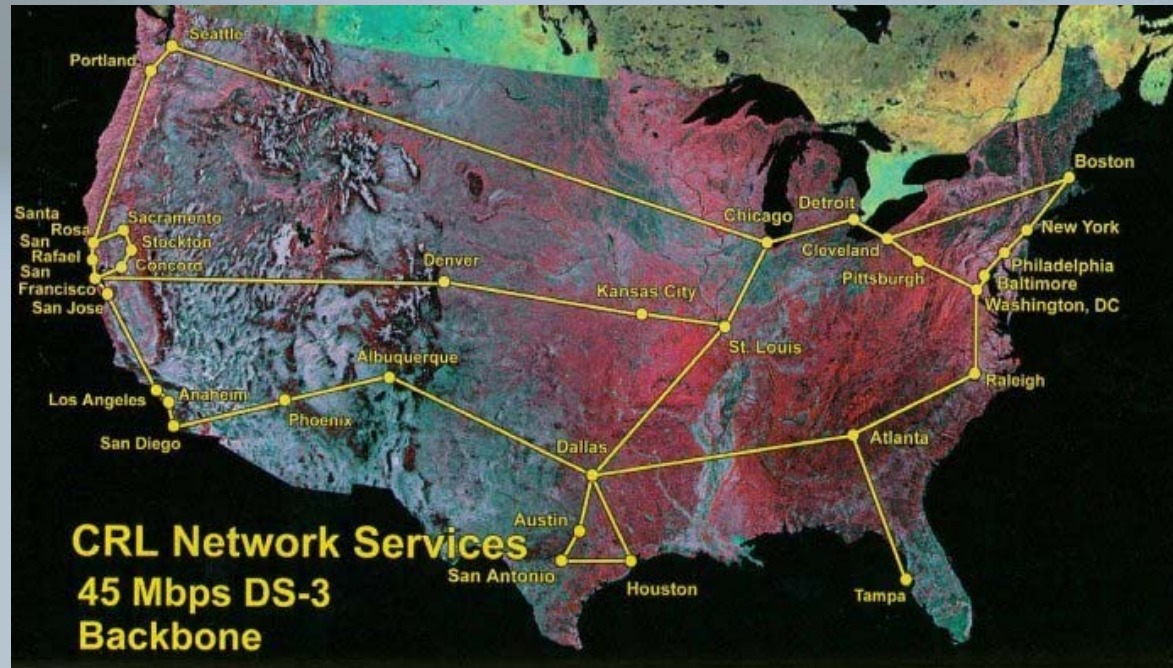 Seattle
Portland
Boston
Santa
Rosa
Sacramento
San
Rafael
Stockton
Concord
San
Francisco
San Jose
Denver
Kansas City
Chicago
Detroit
Cleveland
Pittsburgh
New York
Philadelphia
Baltimore
Washington, DC
St. Louis
Raleigh
Albuquerque
Los Angeles
Anaheim
San Diego
Phoenix
Dallas
Atlanta
Austin
San Antonio
Houston
Tampa
CRL Network Services
45 Mbps DS-3
Backbone